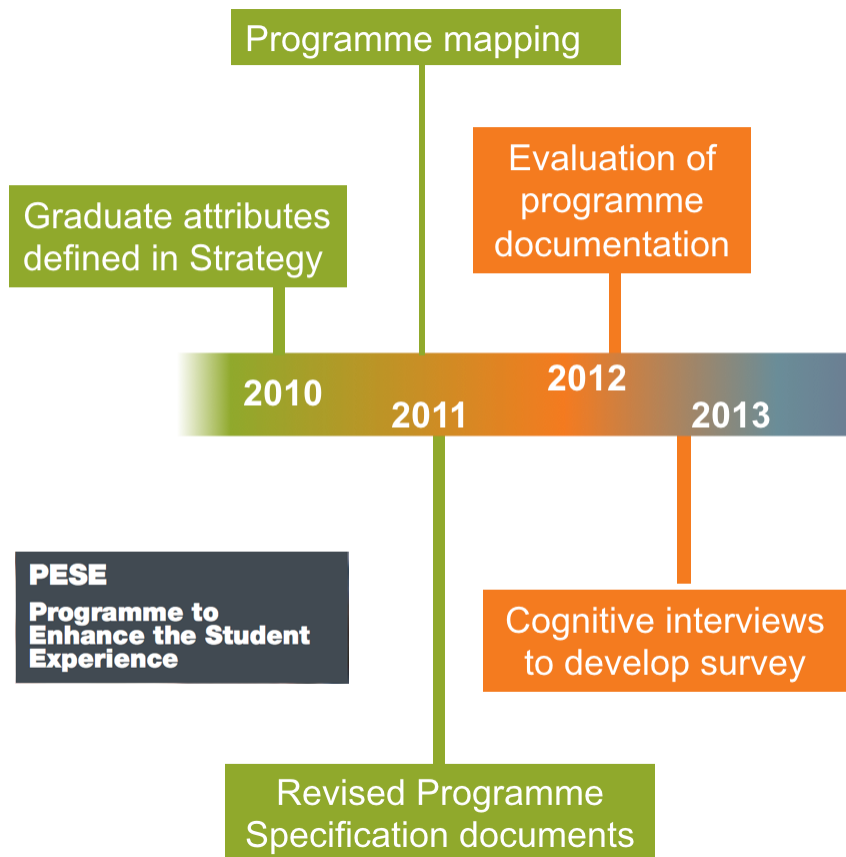 Programme mapping
Evaluation of
programme
documentation
Graduate attributes
defined in Strategy
2010
2011
2012
2013
PESE
Programme to
Enhance the Student
Experience
Cognitive interviews
to develop survey
Revised Programme
Specification documents